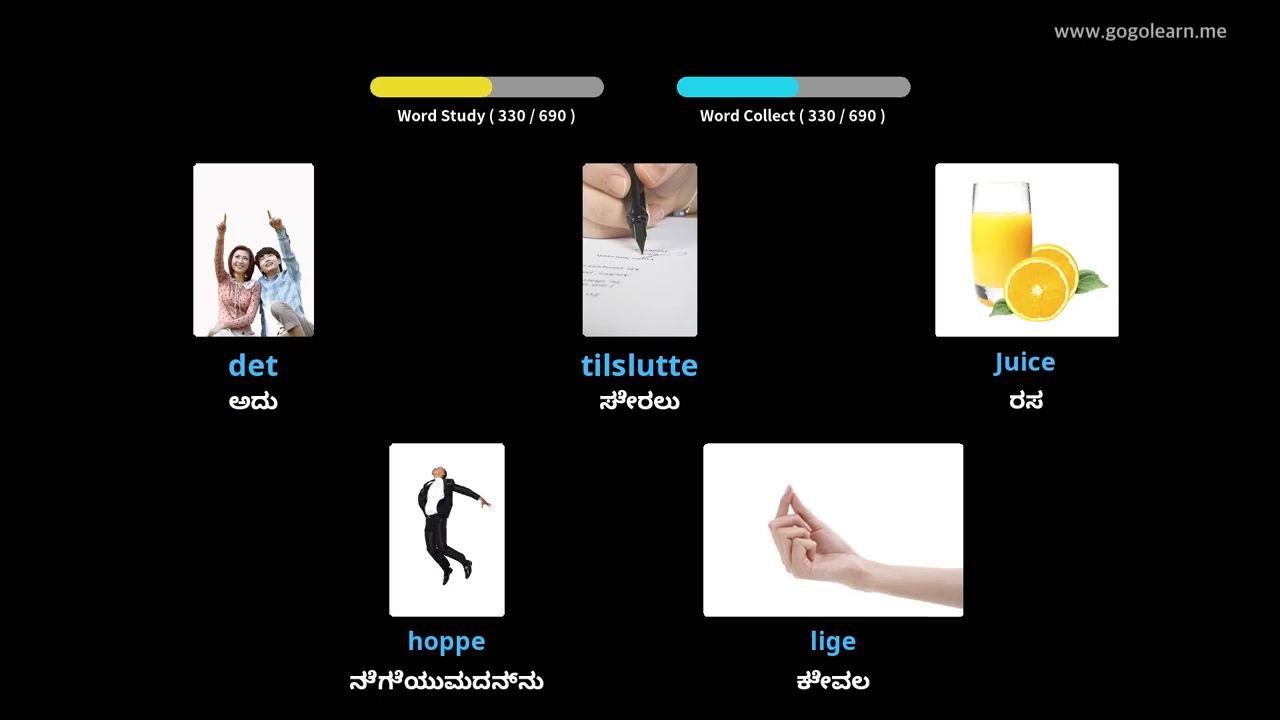 www.gogolearn.me
Word Study ( 330 / 690 )
Word Collect ( 330 / 690 )
det
ಅದು
tilslutte
ಸೇರಲು
Juice
ರಸ
hoppe
ನೆಗೆಯುಮದನ್ನು
lige
ಕೇವಲ